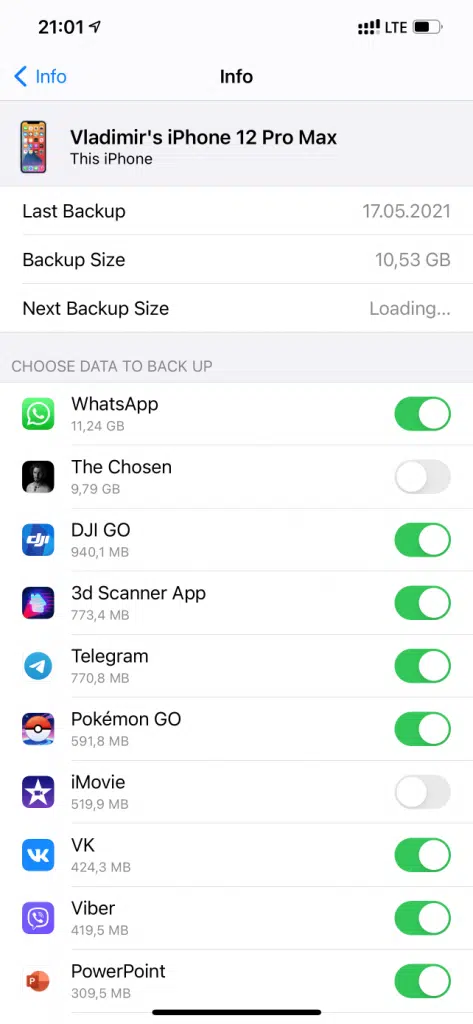 21:01 LTE
Info Info
Vladimir's iPhone 12 Pro Max
This iPhone
Last Backup 17.05.2021
Backup Size 10,53 GB
Next Backup Size Loading...
CHOOSE DATA TO BACK UP
WhatsApp
11,24 GB
The Chosen
9,79 GB
dji DJI GO
940,1 MB
3d Scanner App
773,4 MB
Telegram
770,8 MB
Pokémon GO
591,8 MB
iMovie
519,9 MB
VK
424,3 MB
Viber
419,5 MB
P PowerPoint
309,5 MB